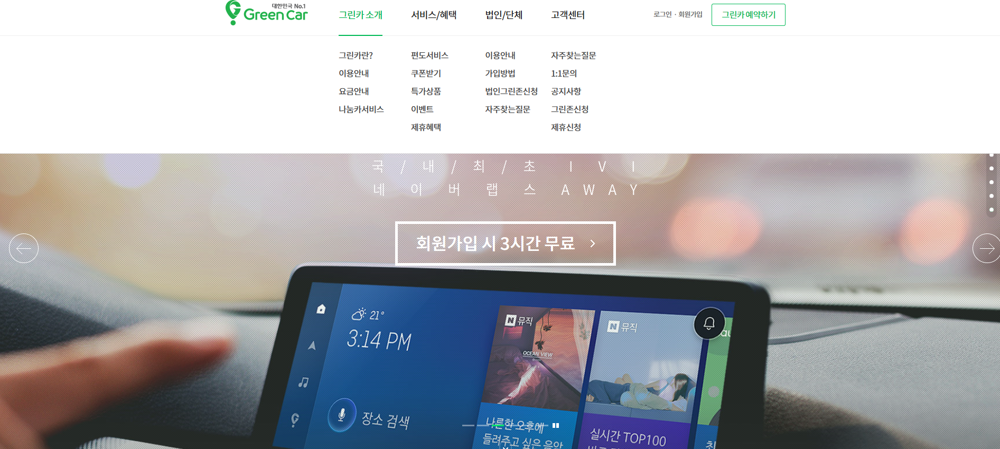 대한민국 No.1
Green Car
그린카 소개
서비스/혜택
법인/단체
고객센터
로그인 · 회원가입
그린카 예약하기
그린카란?
이용안내
요금안내
나눔카서비스
편도서비스
쿠폰받기
특가상품
이벤트
제휴혜택
이용안내
가입방법
법인그린존신청
자주찾는질문
자주찾는질문
1:1문의
공지사항
그린존신청
제휴신청
국/내/최/초 IVI
네이버랩스 AWAY
회원가입 시 3시간 무료
21°
3:14 PM
장소 검색
N 뮤직
OCEAN VIEW
나른한 오후에
들려주고 싶은 음악
N 뮤직
실시간 TOP100